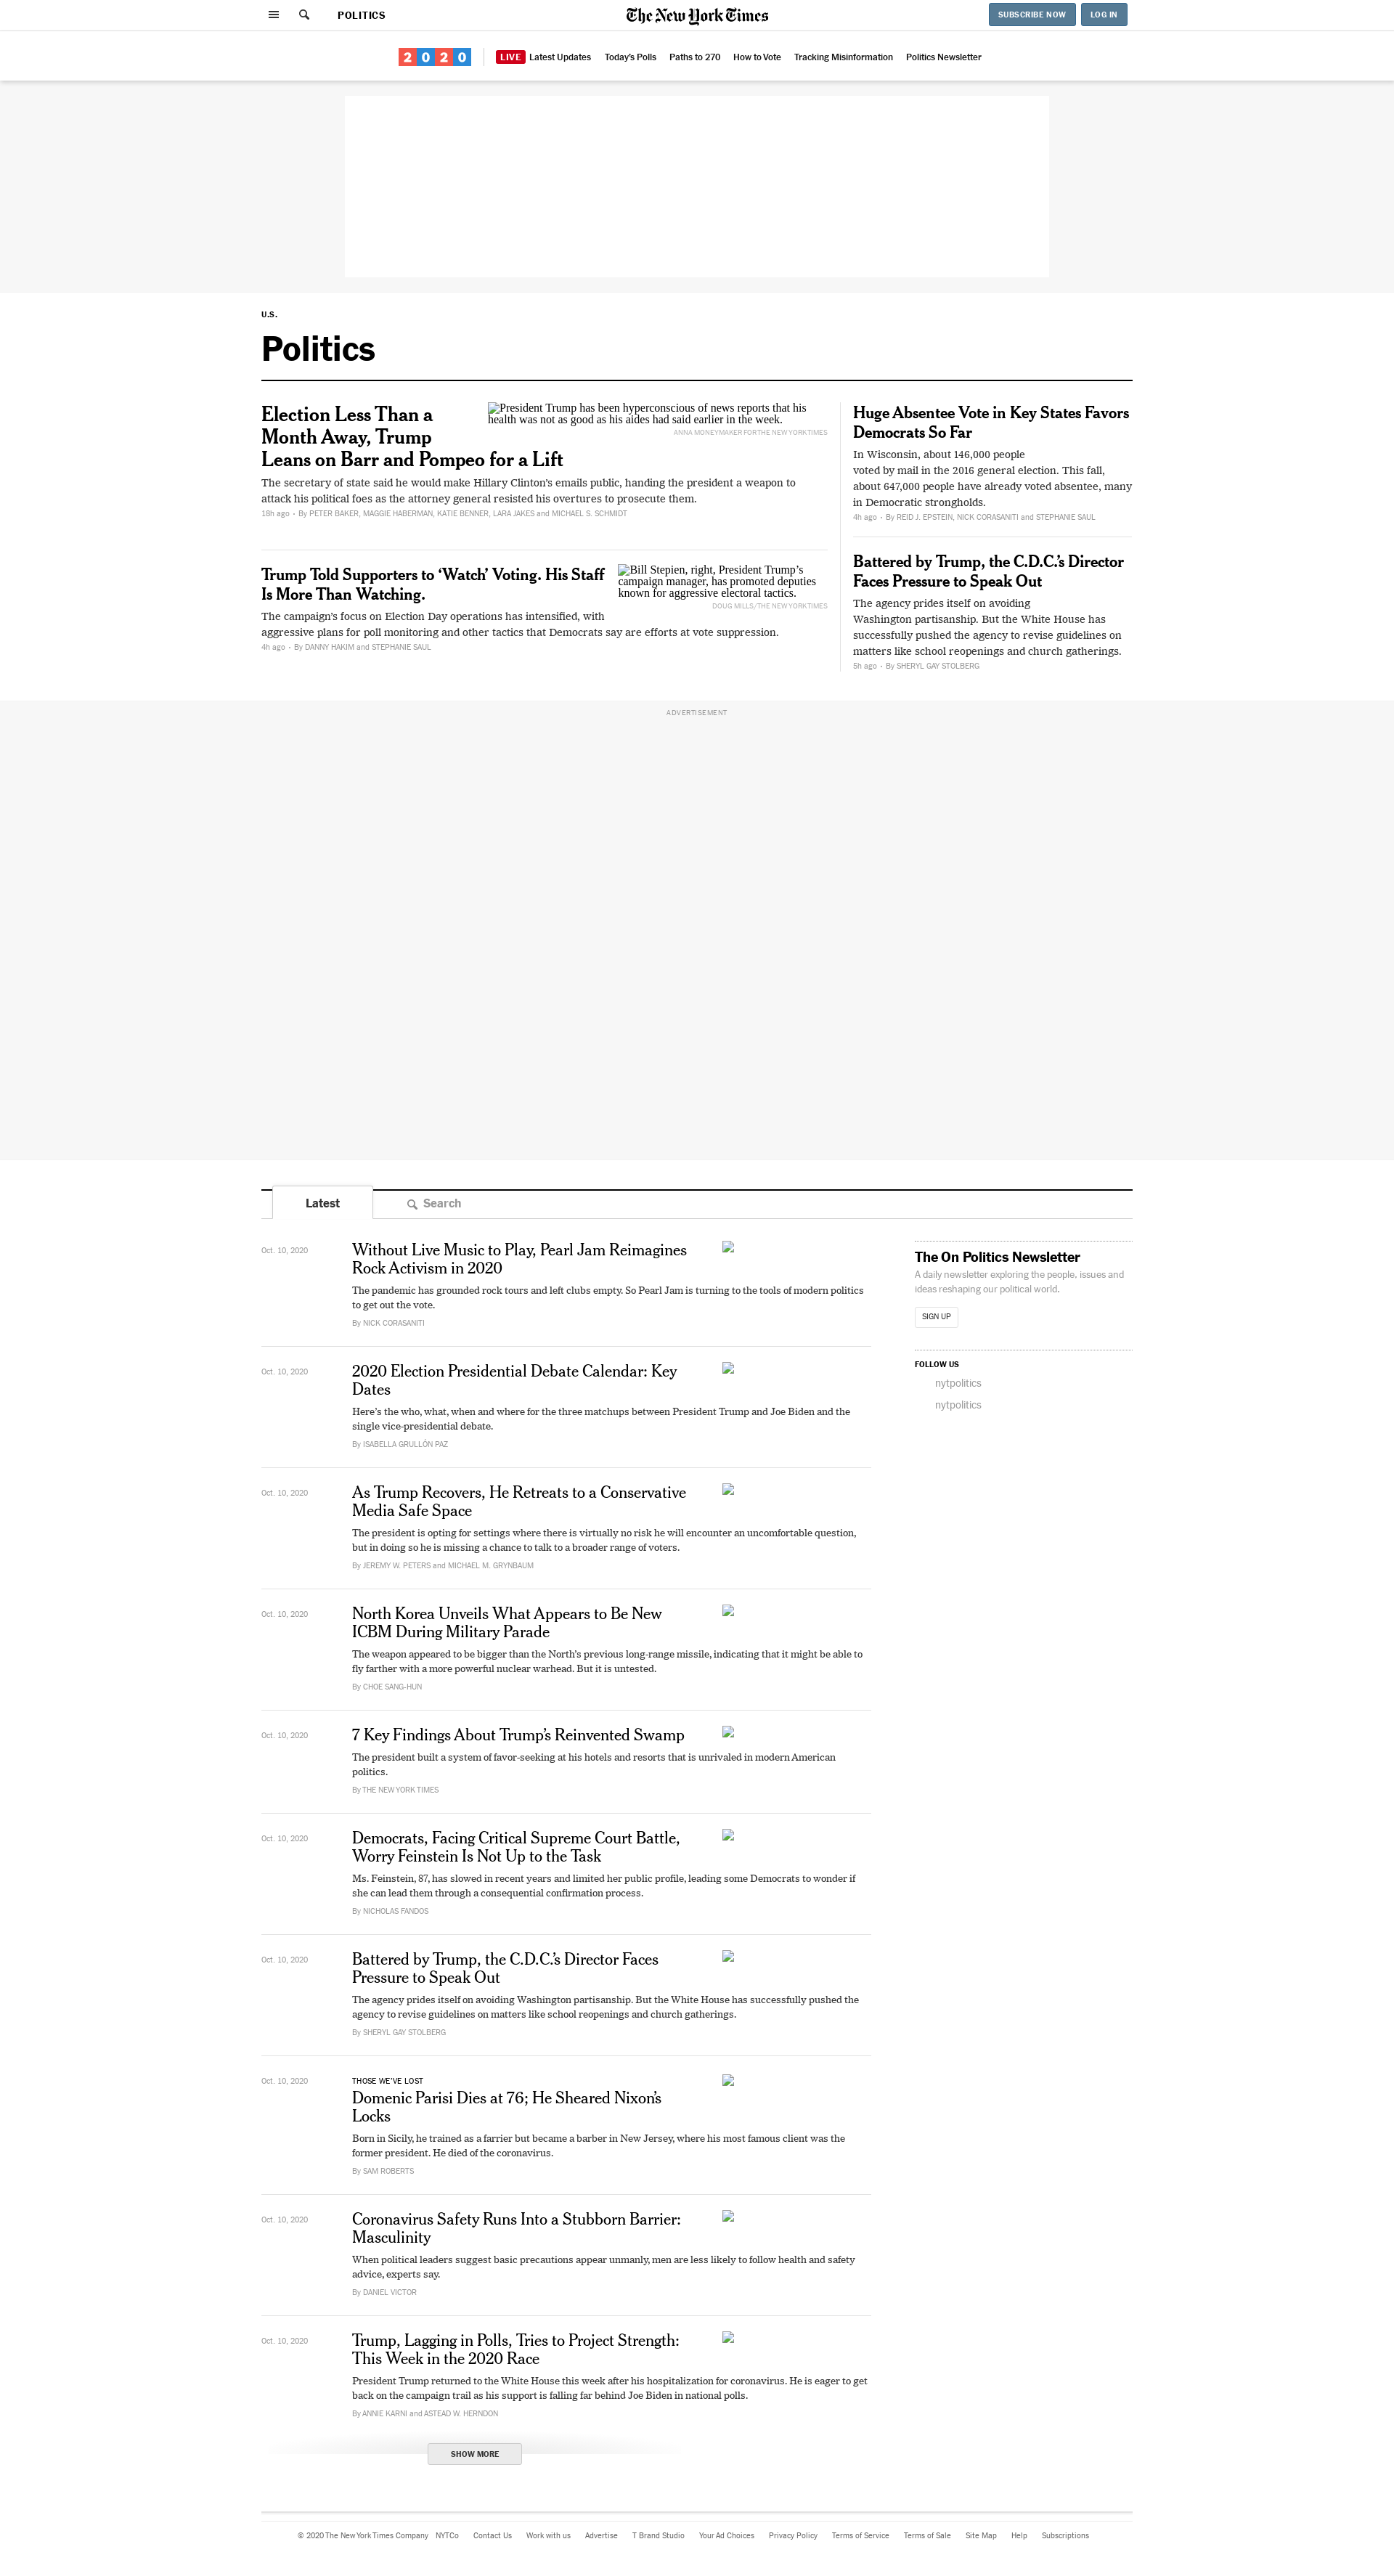 POLITICS
The New York Times
SUBSCRIBE NOW
LOG IN
2020
LIVE Latest Updates
Today's Polls
Paths to 270
How to Vote
Tracking Misinformation
Politics Newsletter
U.S.
Politics
Election Less Than a
Month Away, Trump
Leans on Barr and Pompeo for a Lift
President Trump has been hyperconscious of news reports that his
health was not as good as his aides had said earlier in the week.
ANNA MONEYMAKER FOR THE NEW YORK TIMES
The secretary of state said he would make Hillary Clinton's emails public, handing the president a weapon to
attack his political foes as the attorney general resisted his overtures to prosecute them.
18h ago • By PETER BAKER, MAGGIE HABERMAN, KATIE BENNER, LARA JAKES and MICHAEL S. SCHMIDT
Trump Told Supporters to ‘Watch’ Voting. His Staff
Is More Than Watching.
Bill Stepien, right, President Trump’s
campaign manager, has promoted deputies
known for aggressive electoral tactics.
DOUG MILLS/THE NEW YORK TIMES
The campaign’s focus on Election Day operations has intensified, with
aggressive plans for poll monitoring and other tactics that Democrats say are efforts at vote suppression.
4h ago • By DANNY HAKIM and STEPHANIE SAUL
Huge Absentee Vote in Key States Favors
Democrats So Far
In Wisconsin, about 146,000 people
voted by mail in the 2016 general election. This fall,
about 647,000 people have already voted absentee, many
in Democratic strongholds.
4h ago • By REID J. EPSTEIN, NICK CORASANITI and STEPHANIE SAUL
Battered by Trump, the C.D.C.’s Director
Faces Pressure to Speak Out
The agency prides itself on avoiding
Washington partisanship. But the White House has
successfully pushed the agency to revise guidelines on
matters like school reopenings and church gatherings.
5h ago • By SHERYL GAY STOLBERG
ADVERTISEMENT
Latest
Search
Oct. 10, 2020
Without Live Music to Play, Pearl Jam Reimagines
Rock Activism in 2020
The pandemic has grounded rock tours and left clubs empty. So Pearl Jam is turning to the tools of modern politics
to get out the vote.
By NICK CORASANITI
Oct. 10, 2020
2020 Election Presidential Debate Calendar: Key
Dates
Here’s the who, what, when and where for the three matchups between President Trump and Joe Biden and the
single vice-presidential debate.
By ISABELLA GRULLÓN PAZ
Oct. 10, 2020
As Trump Recovers, He Retreats to a Conservative
Media Safe Space
The president is opting for settings where there is virtually no risk he will encounter an uncomfortable question,
but in doing so he is missing a chance to talk to a broader range of voters.
By JEREMY W. PETERS and MICHAEL M. GRYNBAUM
Oct. 10, 2020
North Korea Unveils What Appears to Be New
ICBM During Military Parade
The weapon appeared to be bigger than the North’s previous long-range missile, indicating that it might be able to
fly farther with a more powerful nuclear warhead. But it is untested.
By CHOE SANG-HUN
Oct. 10, 2020
7 Key Findings About Trump’s Reinvented Swamp
The president built a system of favor-seeking at his hotels and resorts that is unrivaled in modern American
politics.
By THE NEW YORK TIMES
Oct. 10, 2020
Democrats, Facing Critical Supreme Court Battle,
Worry Feinstein Is Not Up to the Task
Ms. Feinstein, 87, has slowed in recent years and limited her public profile, leading some Democrats to wonder if
she can lead them through a consequential confirmation process.
By NICHOLAS FANDOS
Oct. 10, 2020
Battered by Trump, the C.D.C.’s Director Faces
Pressure to Speak Out
The agency prides itself on avoiding Washington partisanship. But the White House has successfully pushed the
agency to revise guidelines on matters like school reopenings and church gatherings.
By SHERYL GAY STOLBERG
Oct. 10, 2020
THOSE WE’VE LOST
Domenic Parisi Dies at 76; He Sheared Nixon’s
Locks
Born in Sicily, he trained as a farrier but became a barber in New Jersey, where his most famous client was the
former president. He died of the coronavirus.
By SAM ROBERTS
Oct. 10, 2020
Coronavirus Safety Runs Into a Stubborn Barrier:
Masculinity
When political leaders suggest basic precautions appear unmanly, men are less likely to follow health and safety
advice, experts say.
By DANIEL VICTOR
Oct. 10, 2020
Trump, Lagging in Polls, Tries to Project Strength:
This Week in the 2020 Race
President Trump returned to the White House this week after his hospitalization for coronavirus. He is eager to get
back on the campaign trail as his support is falling far behind Joe Biden in national polls.
By ANNIE KARNI and ASTEAD W. HERNDON
SHOW MORE
The On Politics Newsletter
A daily newsletter exploring the people, issues and
ideas reshaping our political world.
SIGN UP
FOLLOW US
nytpolitics
nytpolitics
© 2020 The New York Times Company NYTCo Contact Us Work with us Advertise T Brand Studio Your Ad Choices Privacy Policy Terms of Service Terms of Sale Site Map Help Subscriptions